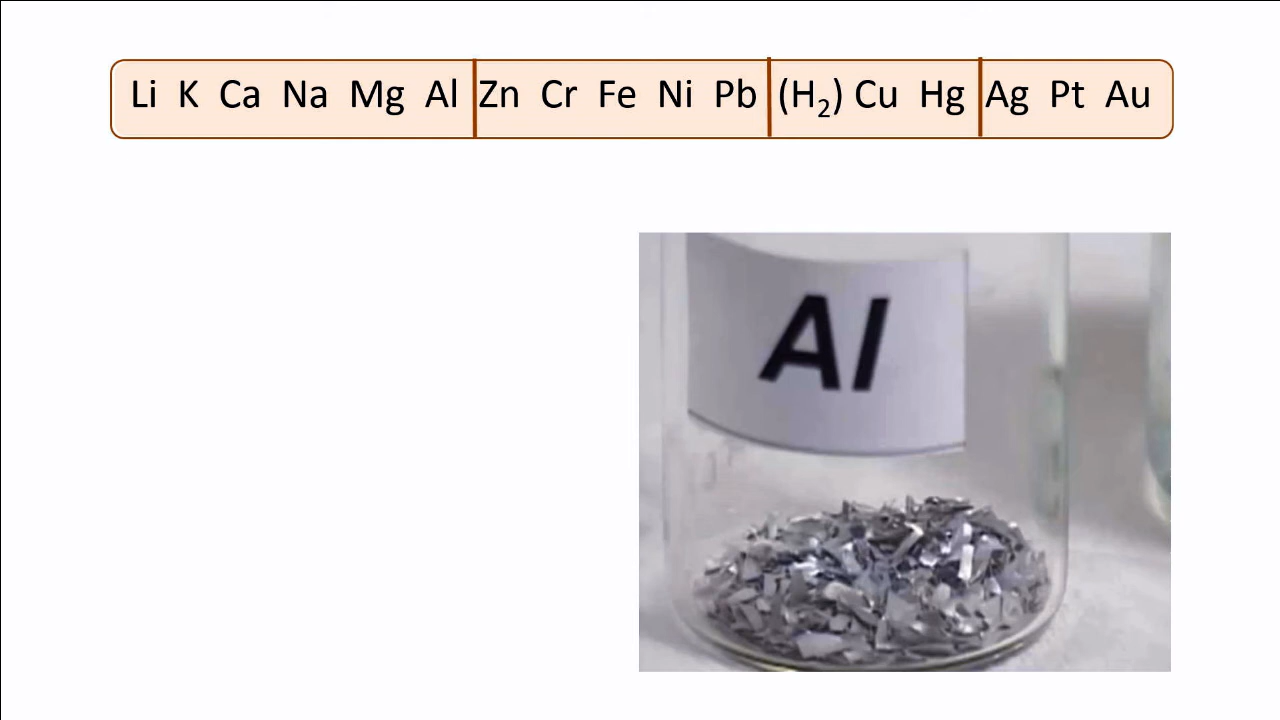 Li K Ca Na Mg Al Zn Cr Fe Ni Pb (H₂) Cu Hg Ag Pt Au
Al